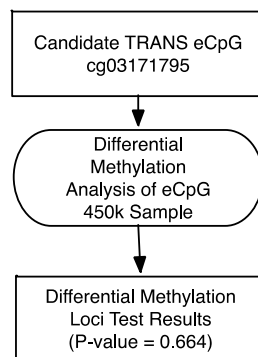 Candidate TRANS eCpG
cg03171795
Differential
Methylation
Analysis of eCpG
450k Sample
Differential Methylation
Loci Test Results
(P-value = 0.664)